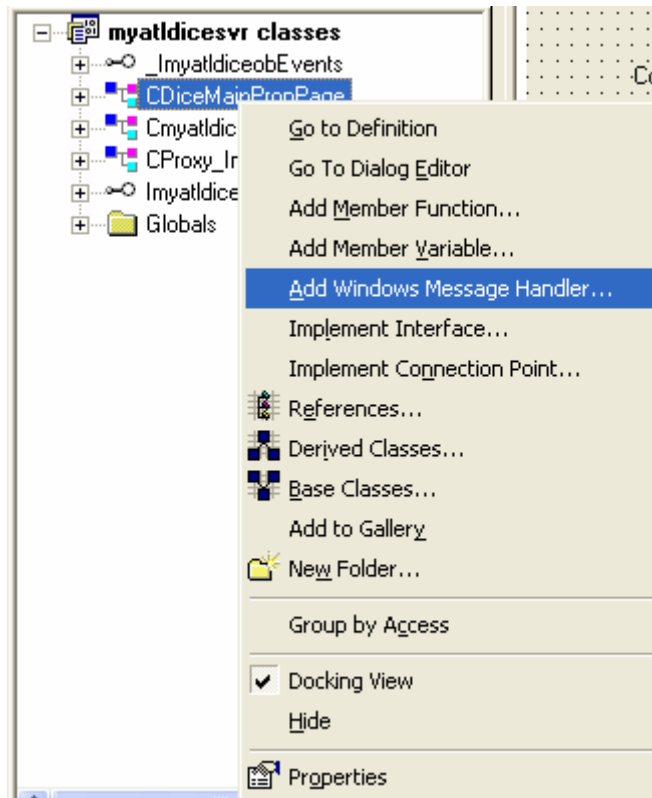 myatldicesvr classes
_ImyatldiceobEvents
CDiceMainPropPage
Cmyatldic
CProxy_Ir
Imyatldice
Globals
Go to Definition
Go To Dialog Editor
Add Member Function...
Add Member Variable...
Add Windows Message Handler...
Implement Interface...
Implement Connection Point...
References...
Derived Classes...
Base Classes...
Add to Gallery
New Folder...
Group by Access
Docking View
Hide
Properties